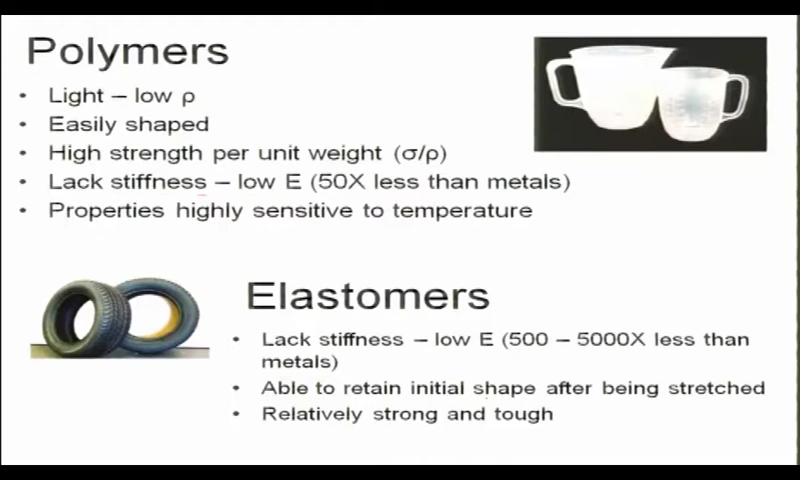 Polymers
• Light – low ρ
• Easily shaped
• High strength per unit weight (σ/ρ)
• Lack stiffness – low E (50X less than metals)
• Properties highly sensitive to temperature
Elastomers
• Lack stiffness – low E (500 – 5000X less than
metals)
• Able to retain initial shape after being stretched
• Relatively strong and tough